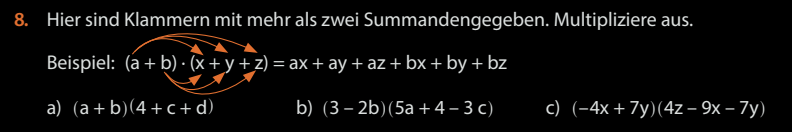 8. Hier sind Klammern mit mehr als zwei Summandengegeben. Multipliziere aus.
Beispiel: (a + b) · (x + y + z) = ax + ay + az + bx + by + bz
a) (a + b)(4 + c + d) b) (3 – 2b)(5a + 4 – 3 c) c) (–4x + 7y)(4z – 9x – 7y)